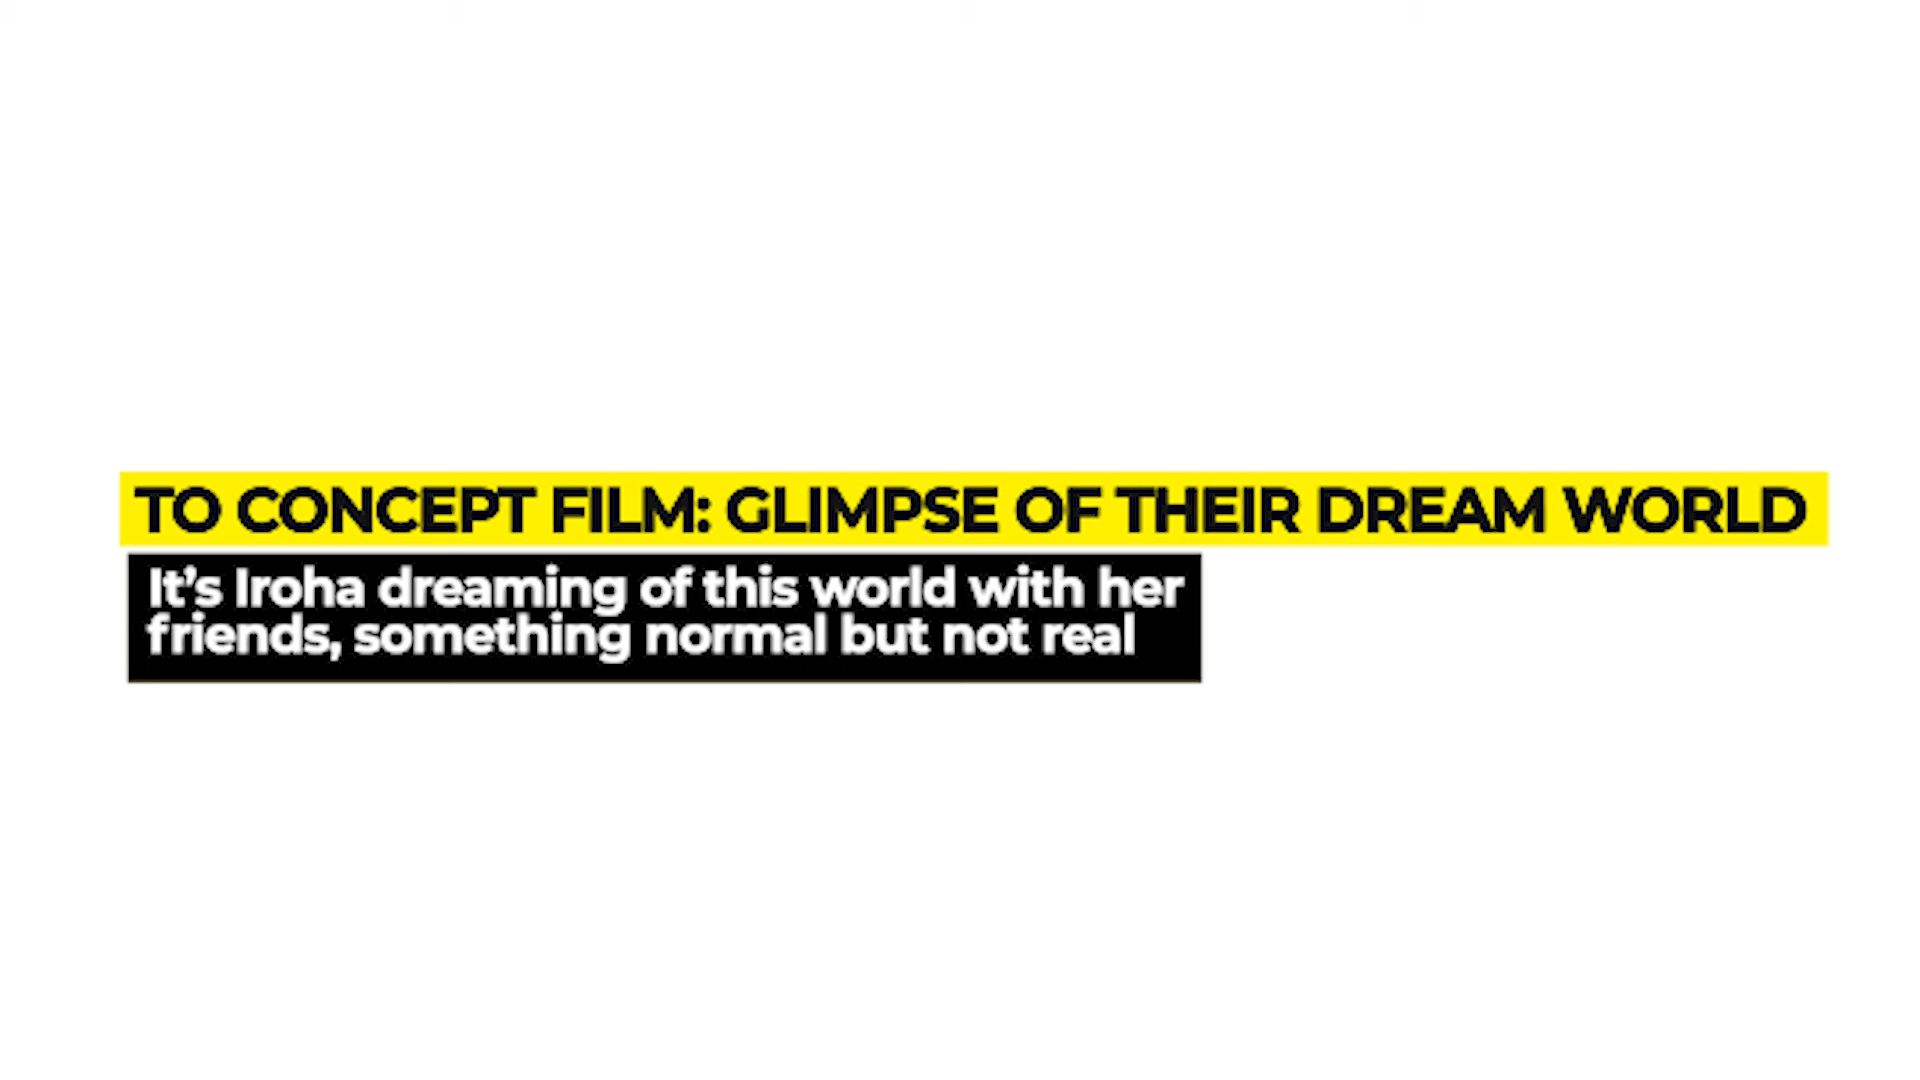 TO CONCEPT FILM: GLIMPSE OF THEIR DREAM WORLD
It’s Iroha dreaming of this world with her
friends, something normal but not real